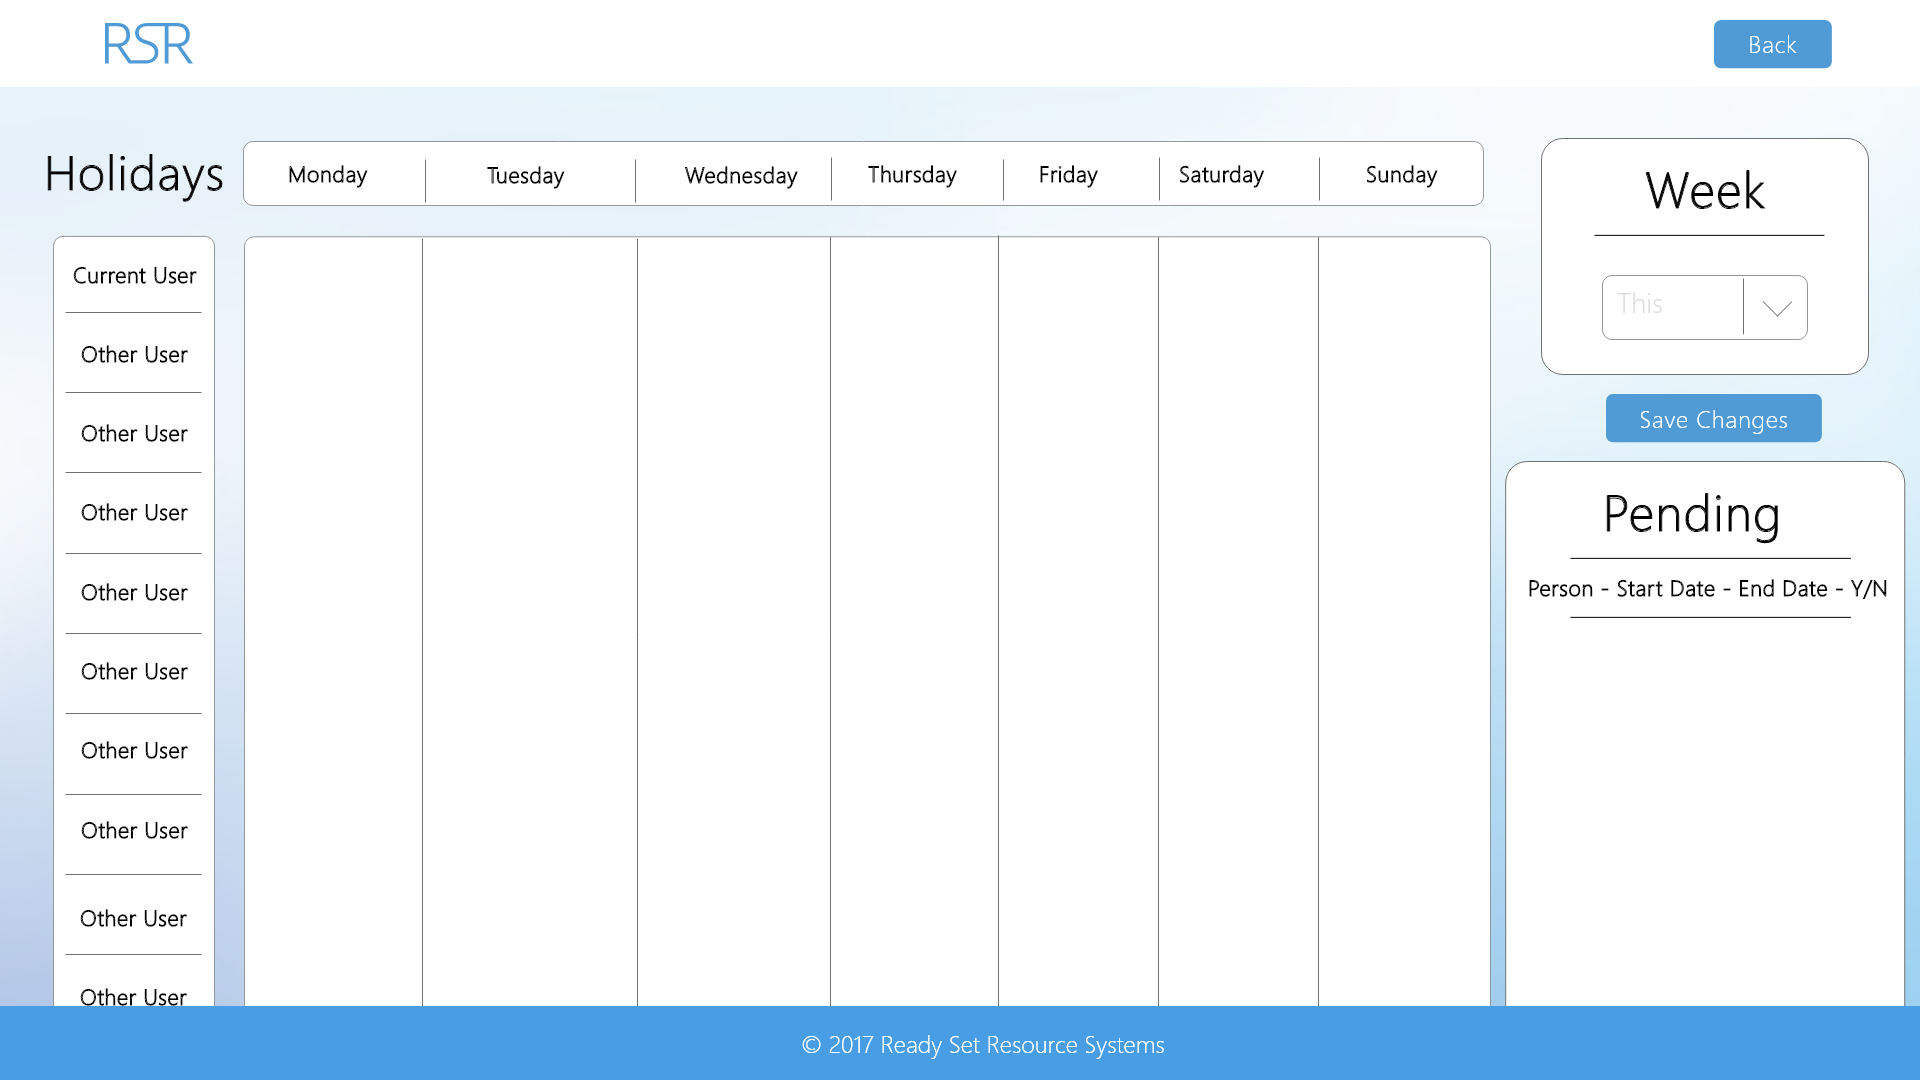 RSR
Back
Holidays
Monday
Tuesday
Wednesday
Thursday
Friday
Saturday
Sunday
Current User
Other User
Other User
Other User
Other User
Other User
Other User
Other User
Other User
Other User
Week
This
Save Changes
Pending
Person - Start Date - End Date - Y/N
© 2017 Ready Set Resource Systems